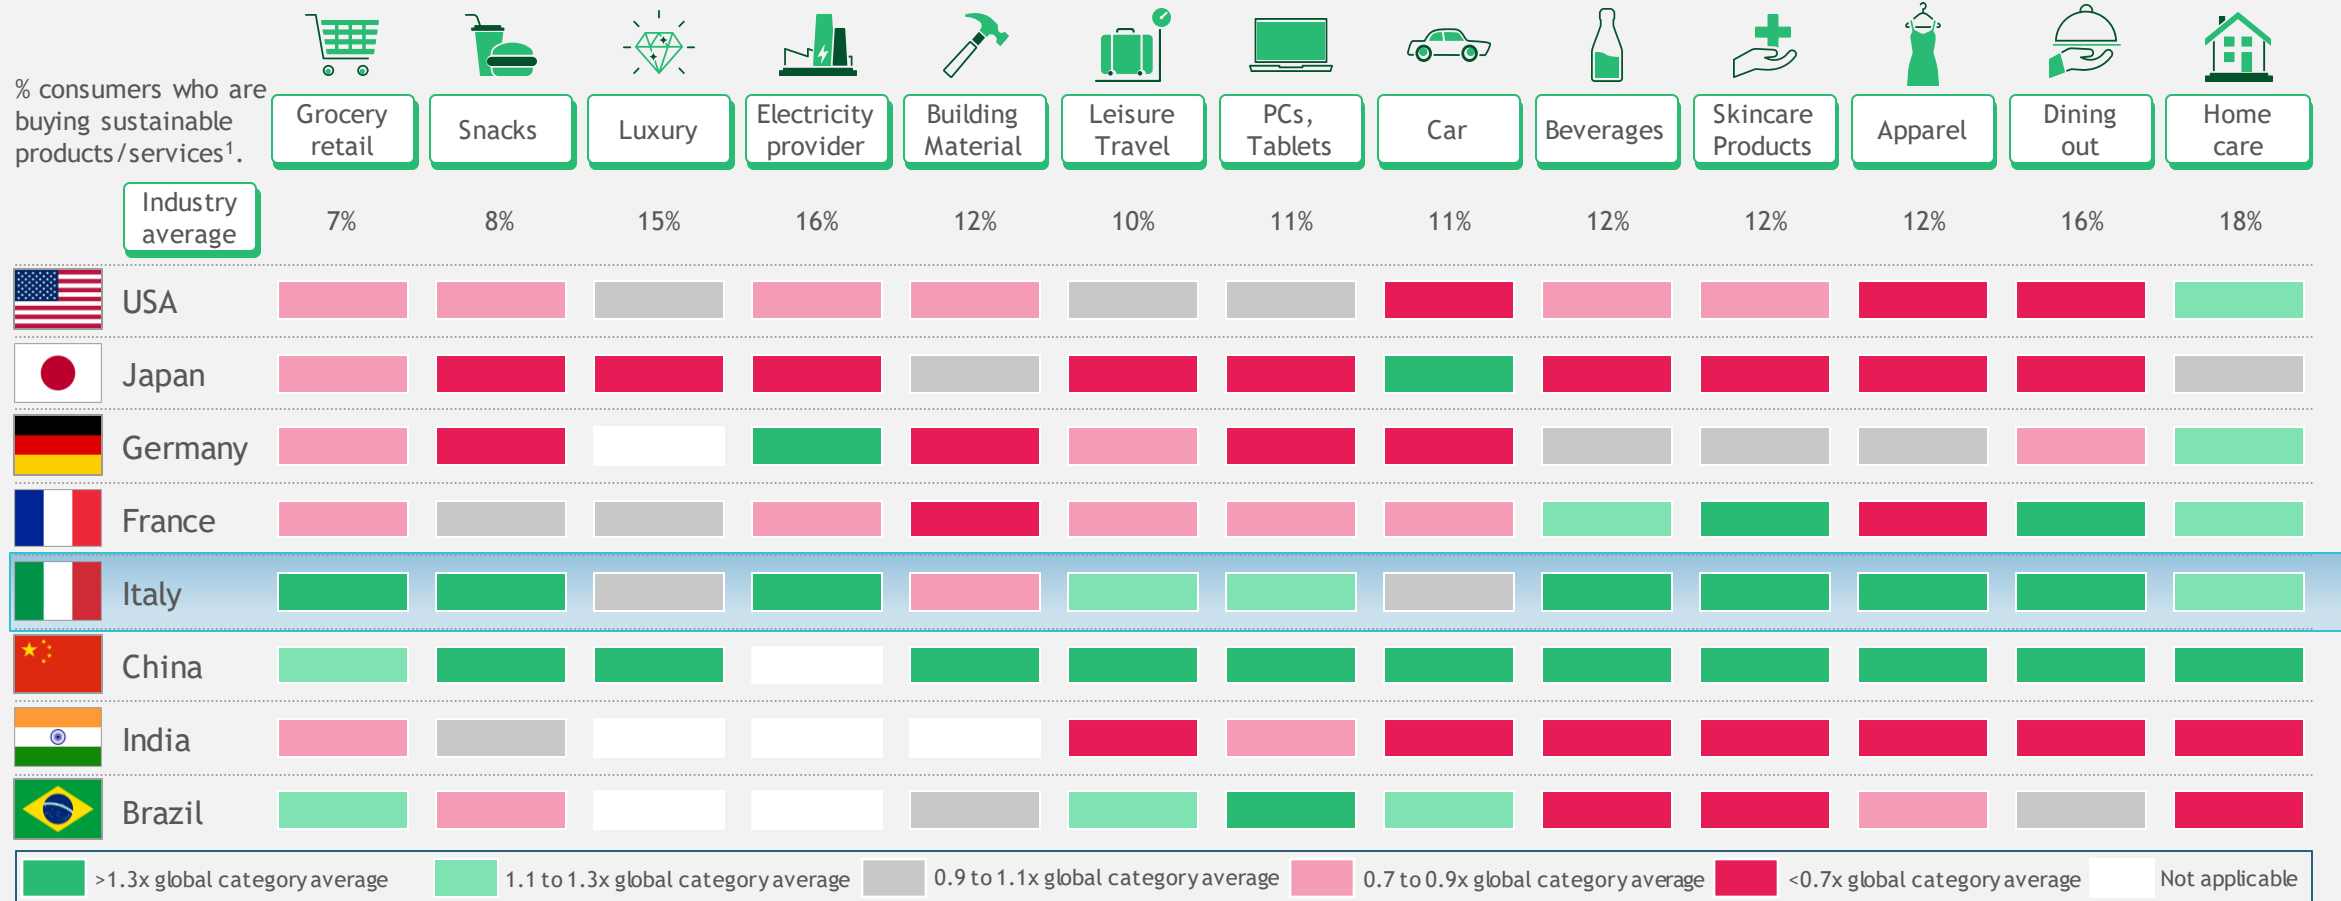 % consumers who are
buying sustainable
products/services¹.
Grocery
retail
Snacks
Luxury
Electricity
provider
Building
Material
Leisure
Travel
PCs,
Tablets
Car
Beverages
Skincare
Products
Apparel
Dining
out
Home
care
Industry
average
7% 8% 15% 16% 12% 10% 11% 11% 12% 12% 12% 16% 18%
USA
Japan
Germany
France
Italy
China
India
Brazil
>1.3x global category average
1.1 to 1.3x global category average
0.9 to 1.1x global category average
0.7 to 0.9x global category average
<0.7x global category average
Not applicable